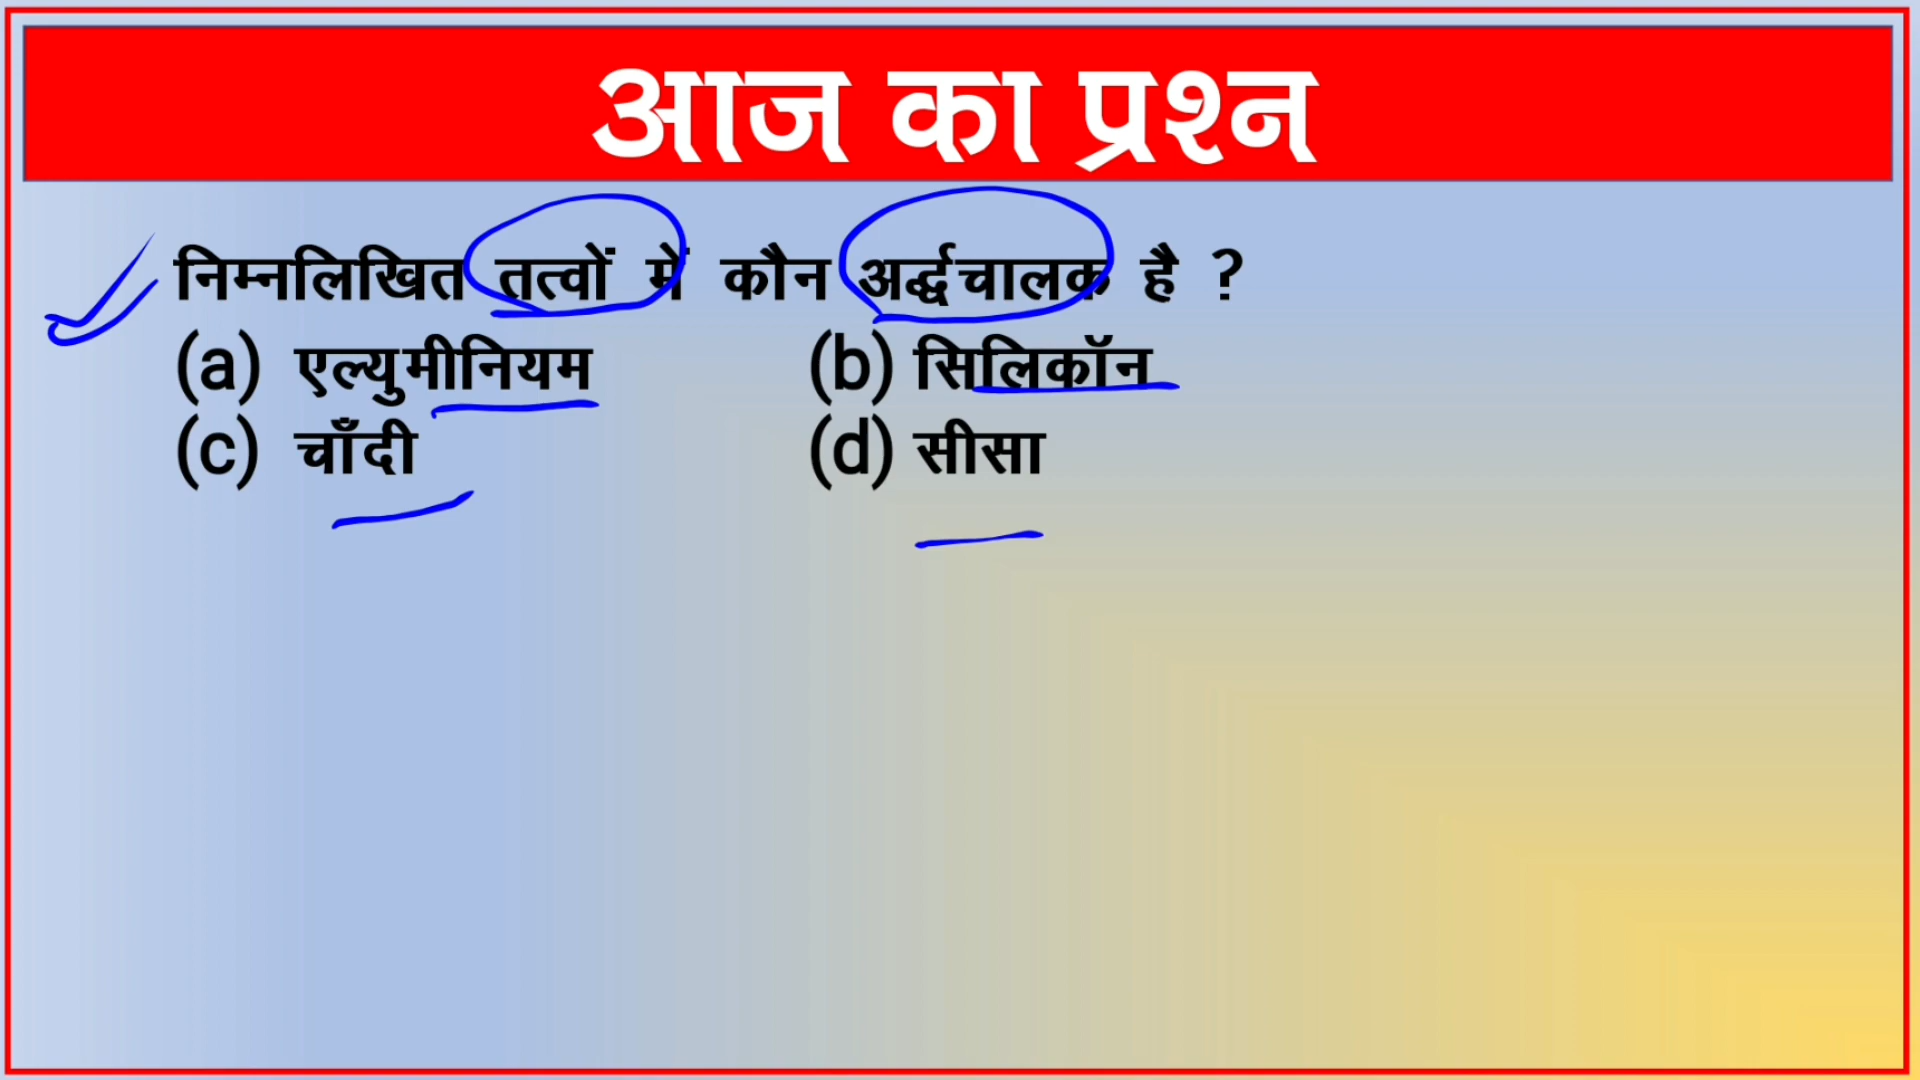 आज का प्रश्न
निम्नलिखित तत्वों में कौन अर्द्धचालक है ?
(a) एल्युमीनियम (b) सिलिकॉन
(c) चाँदी (d) सीसा